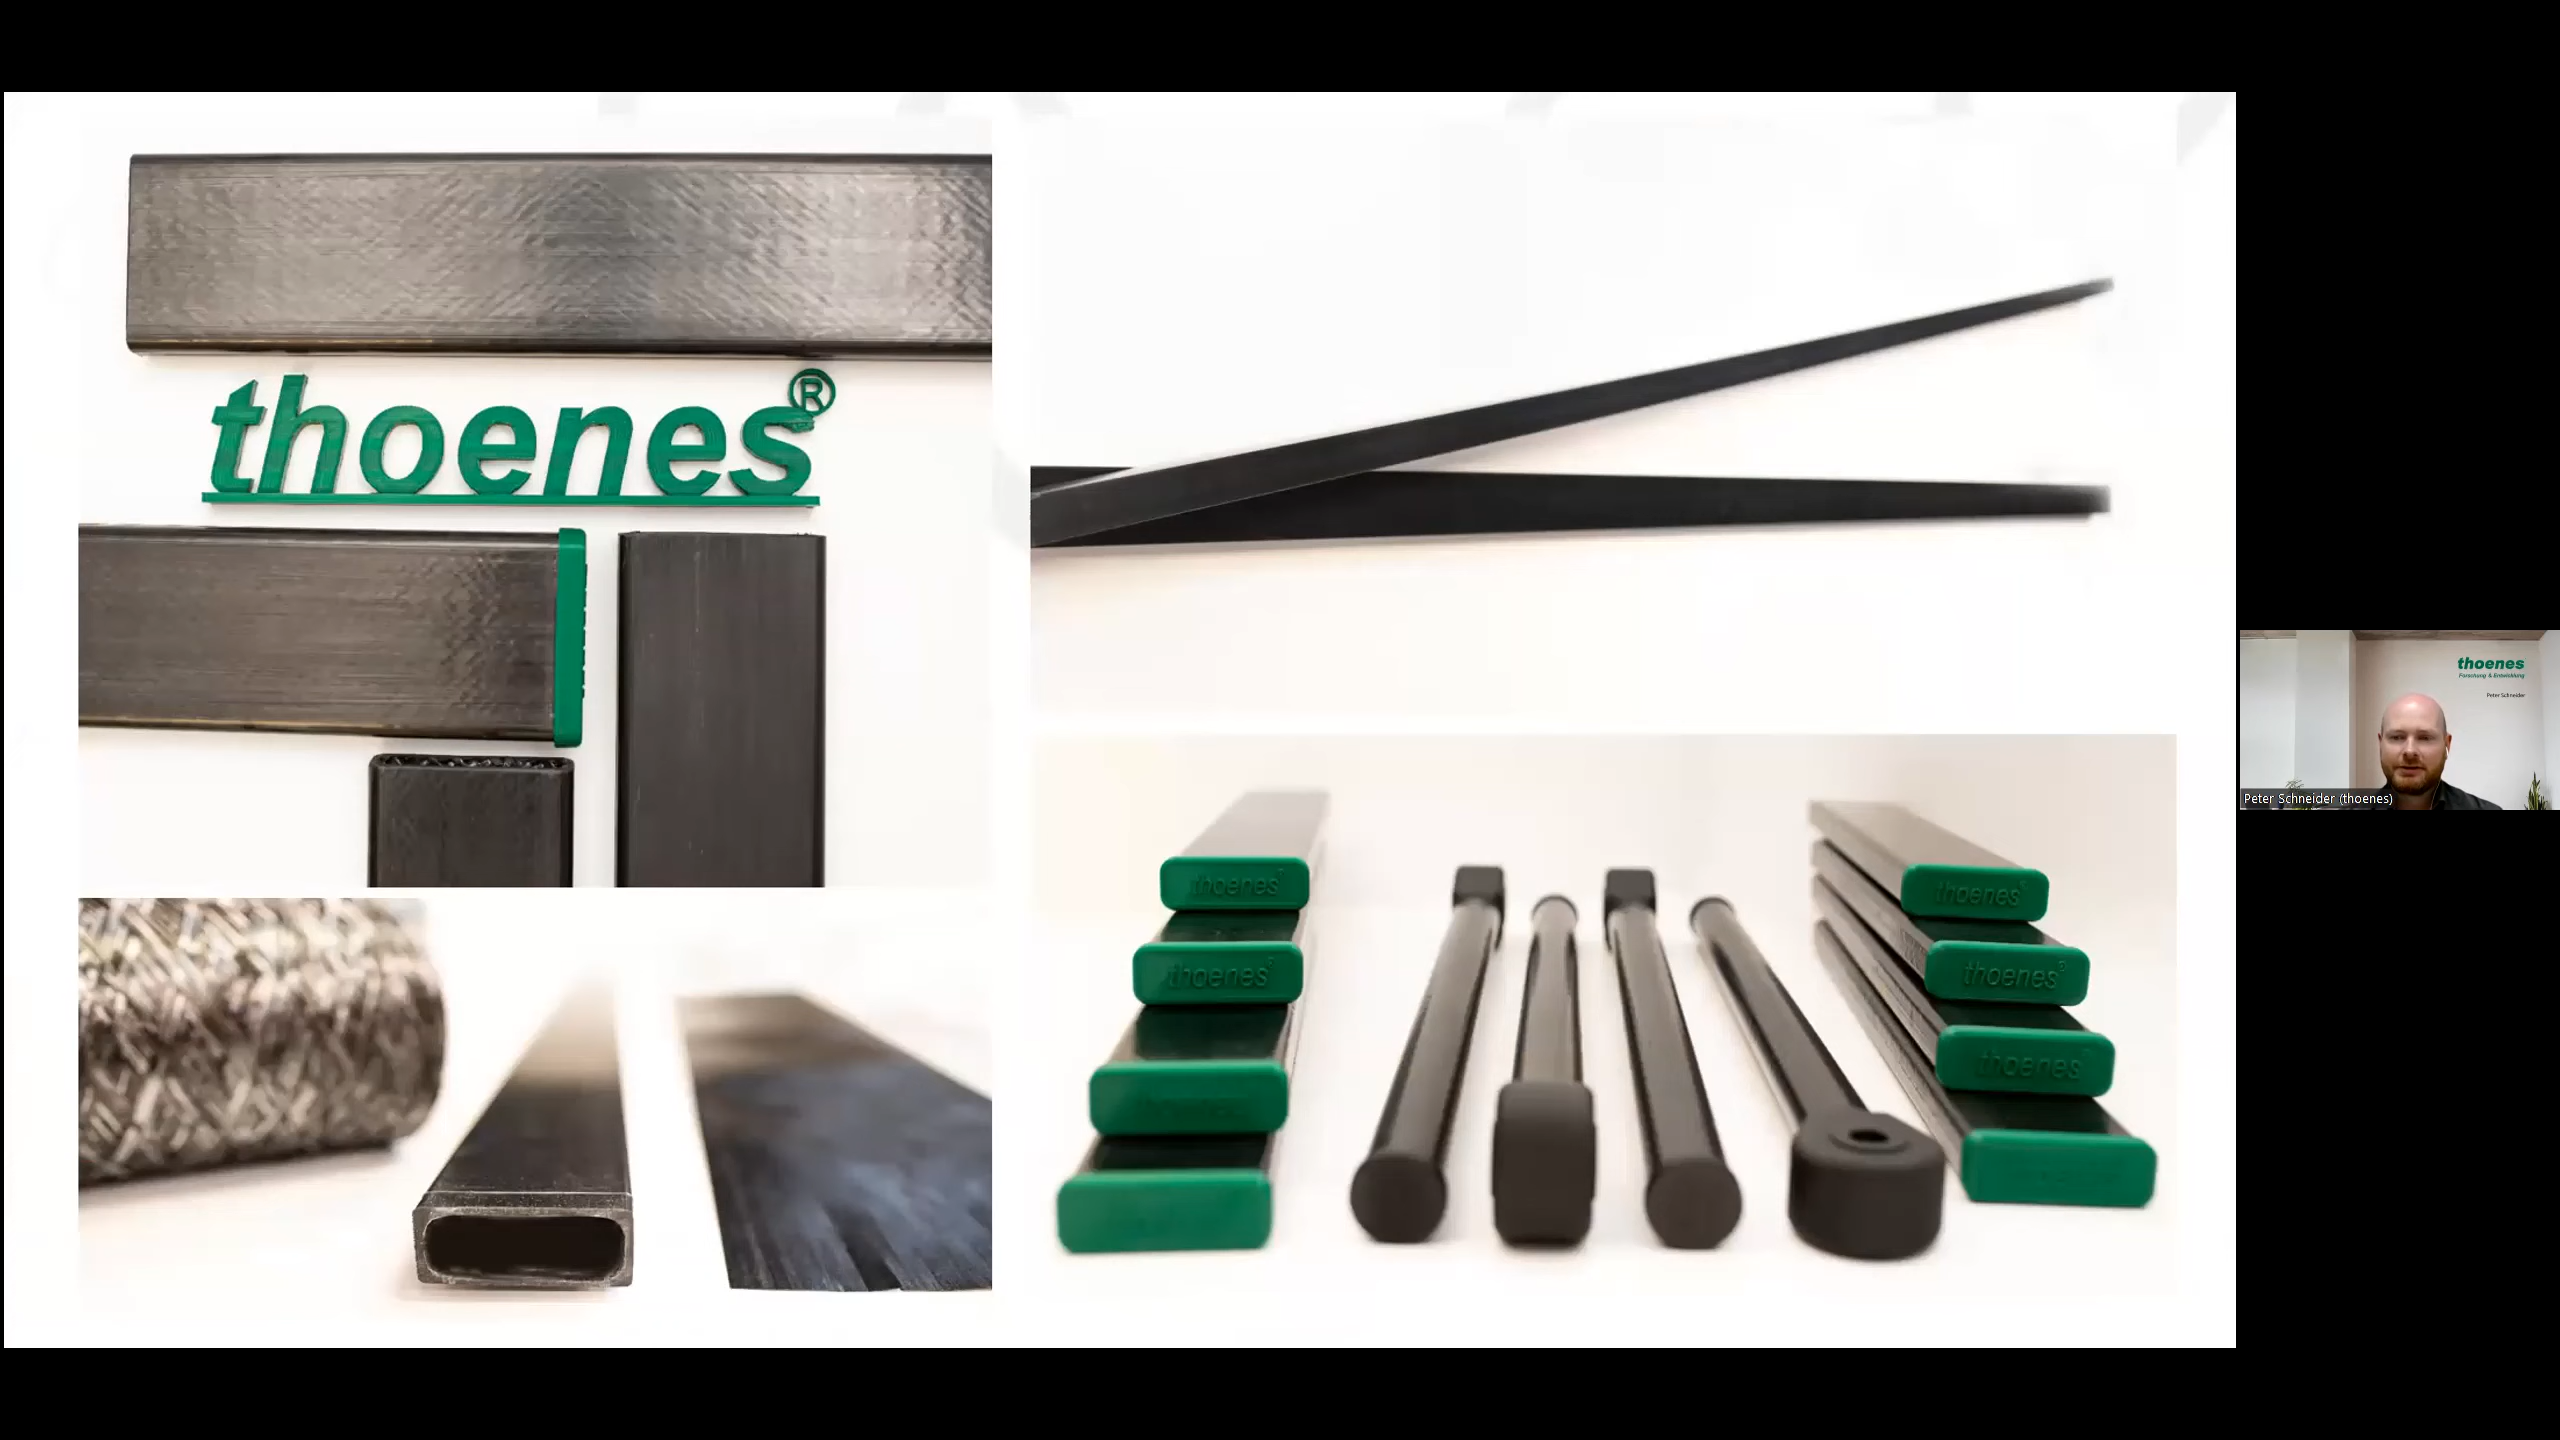 thoenes®
thoenes
thoenes
thoenes
thoenes
thoenes
thoenes
Forschung & Entwicklung
Peter Schneider
Peter Schneider (thoenes)